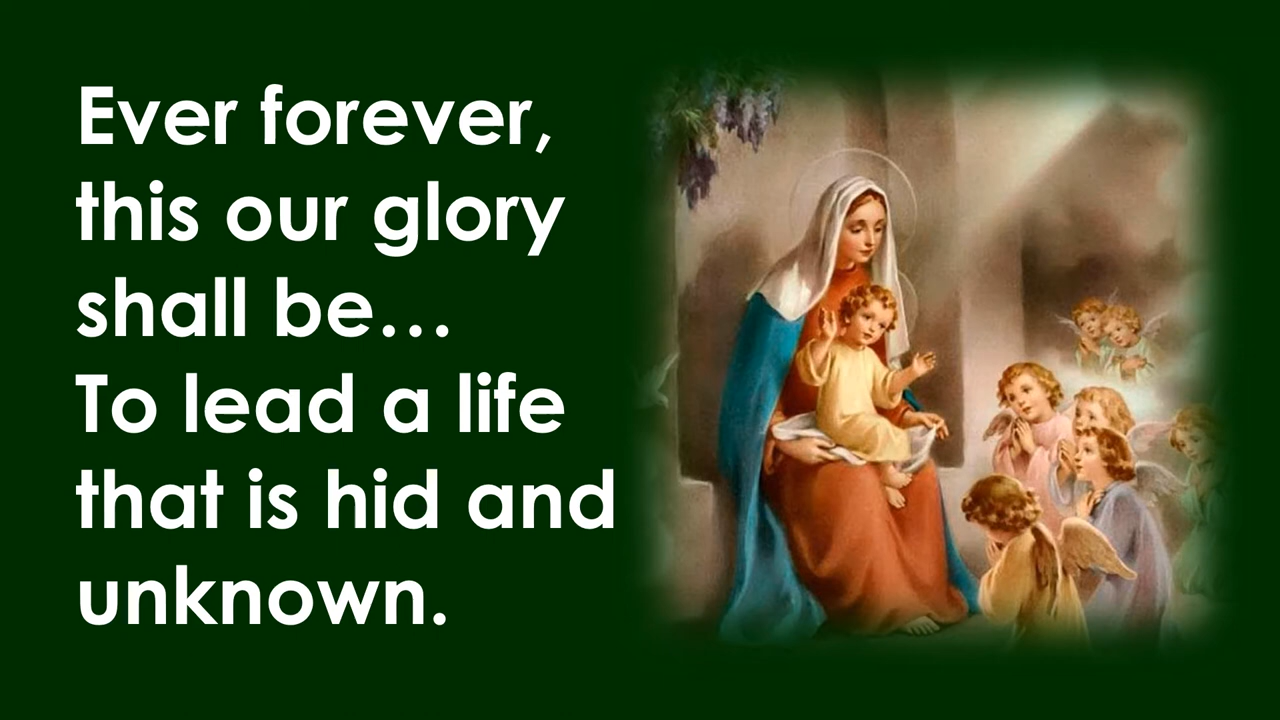 Ever forever,
this our glory
shall be…
To lead a life
that is hid and
unknown.